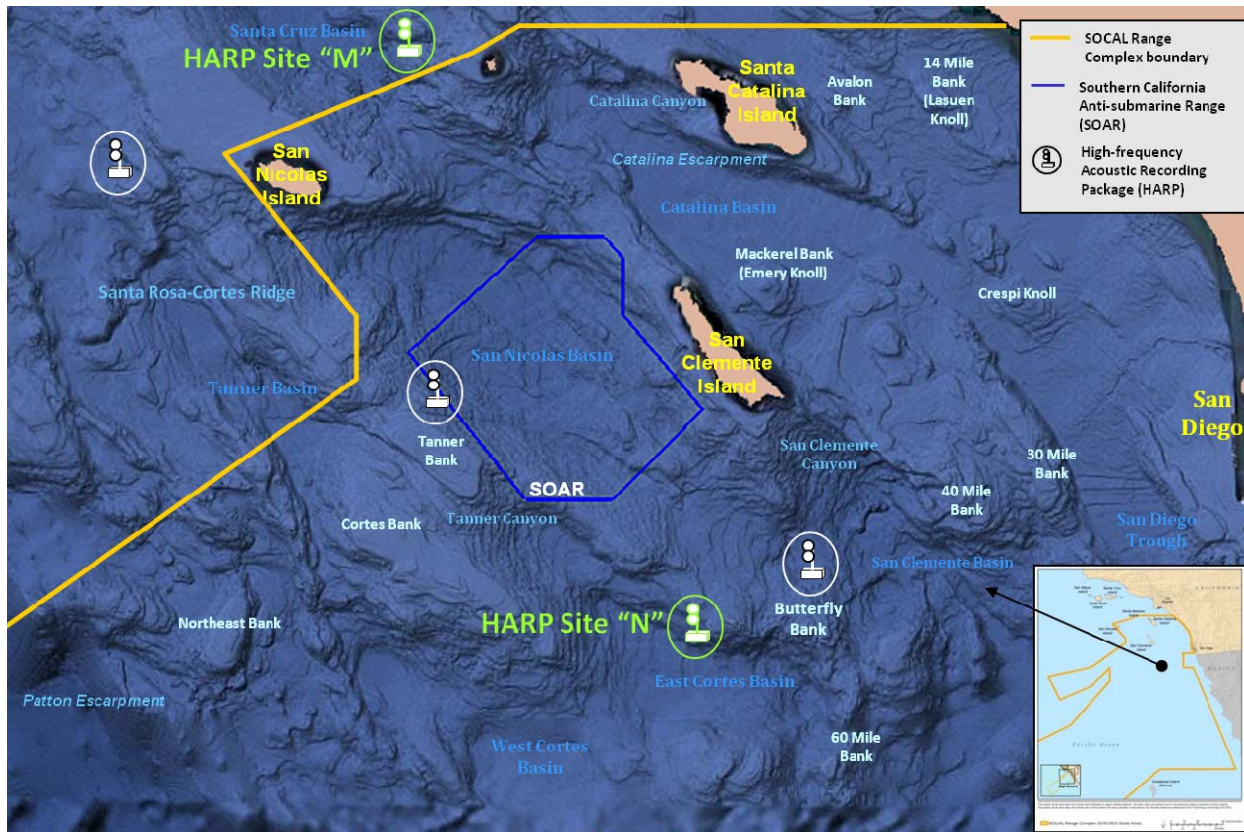 Santa Cruz Basin
HARP Site “M”
Santa
Catalina
Island
Catalina Canyon
Avalon
Bank
14 Mile
Bank
(Lasuen
Knoll)
SOCAL Range
Complex boundary
Southern California
Anti-submarine Range
(SOAR)
High-frequency
Acoustic Recording
Package (HARP)
San
Nicolas
Island
Catalina Escarpment
Catalina Basin
Mackerel Bank
(Emery Knoll)
Santa Rosa-Cortes Ridge
Crespi Knoll
San Nicolas Basin
San
Clemente
Island
Tanner Basin
San
Diego
Tanner
Bank
San Clemente
Canyon
30 Mile
Bank
SOAR
40 Mile
Bank
Cortes Bank
Tanner Canyon
San Diego
Trough
San Clemente Basin
Butterfly
Bank
Northeast Bank
HARP Site “N”
East Cortes Basin
Patton Escarpment
West Cortes
Basin
60 Mile
Bank
CALIFORNIA
MEXICO
Pacific Ocean